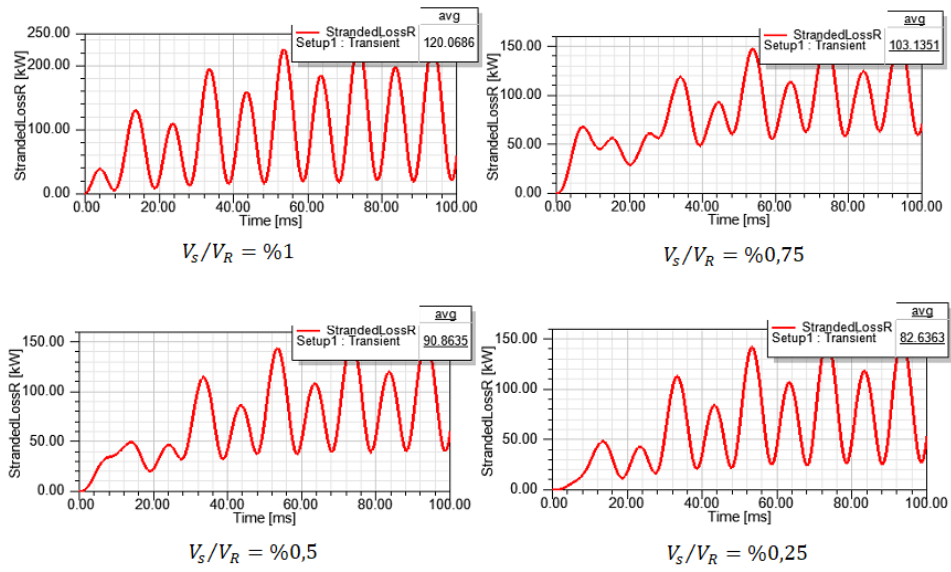 avg
StrandedLossR
Setup1 : Transient 120.0686
StrandedLossR [kW]
250.00
200.00
100.00
0.00
0.00 20.00 40.00 60.00 80.00 100.00
Time [ms]
V_s/V_R = %1
avg
StrandedLossR
Setup1 : Transient 103.1351
StrandedLossR [kW]
150.00
100.00
50.00
0.00
0.00 20.00 40.00 60.00 80.00 100.00
Time [ms]
V_s/V_R = %0,75
avg
StrandedLossR
Setup1 : Transient 90.8635
StrandedLossR [kW]
150.00
100.00
50.00
0.00
0.00 20.00 40.00 60.00 80.00 100.00
Time [ms]
V_s/V_R = %0,5
avg
StrandedLossR
Setup1 : Transient 82.6363
StrandedLossR [kW]
150.00
100.00
50.00
0.00
0.00 20.00 40.00 60.00 80.00 100.00
Time [ms]
V_s/V_R = %0,25